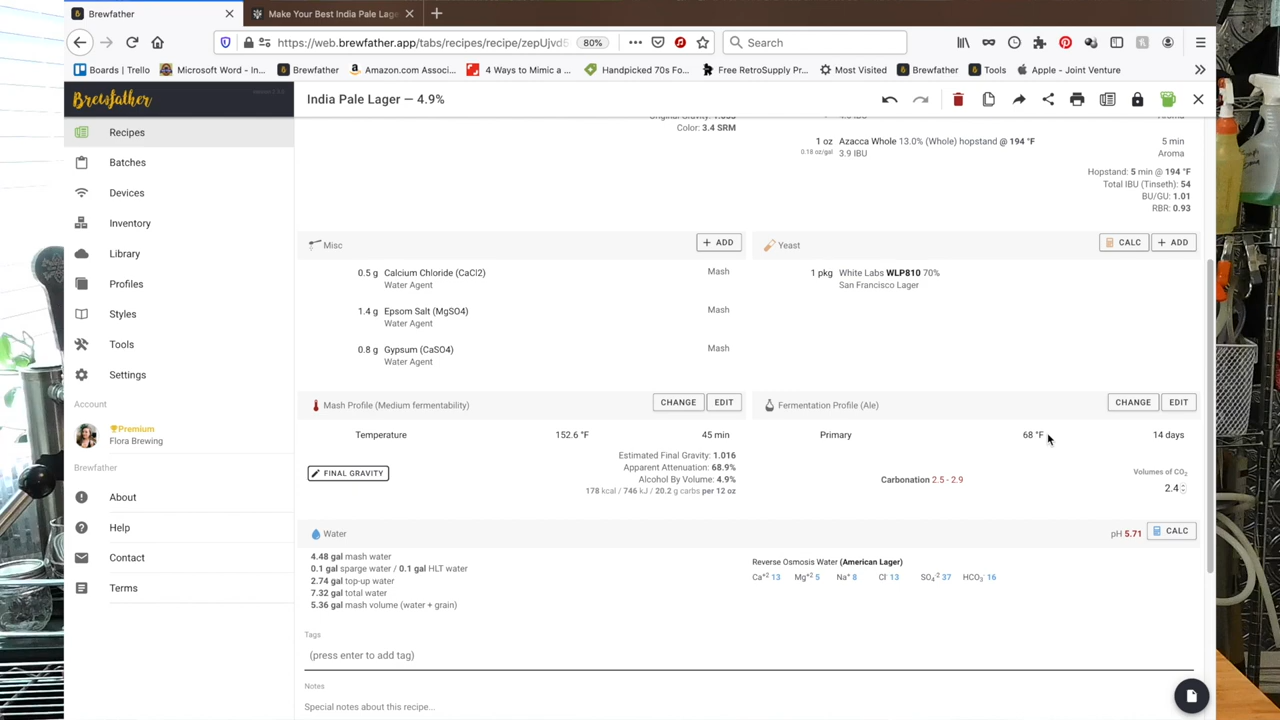 Brewfather
Make Your Best India Pale Lage
https://web.brewfather.app/tabs/recipes/recipe/zepUjvd5
80%
Search
Boards | Trello
Microsoft Word - In...
Brewfather
Amazon.com Associ...
4 Ways to Mimic a ...
Handpicked 70s Fo...
Free RetroSupply Pr...
Most Visited
Brewfather
Tools
Apple - Joint Venture
Brewfather
India Pale Lager — 4.9%
Recipes
Batches
Devices
Inventory
Library
Profiles
Styles
Tools
Settings
Account
Premium
Flora Brewing
Brewfather
About
Help
Contact
Terms
Color: 3.4 SRM
1 oz Azacca Whole 13.0% (Whole) hopstand @ 194 °F 5 min
0.18 oz/gal 3.9 IBU Aroma
Hopstand: 5 min @ 194 °F
Total IBU (Tinseth): 54
BU/GU: 1.01
RBR: 0.93
Misc
+ ADD
0.5 g Calcium Chloride (CaCl2) Mash
Water Agent
1.4 g Epsom Salt (MgSO4) Mash
Water Agent
0.8 g Gypsum (CaSO4) Mash
Water Agent
Yeast
CALC
+ ADD
1 pkg White Labs WLP810 70%
San Francisco Lager
Mash Profile (Medium fermentability)
CHANGE
EDIT
Temperature 152.6 °F 45 min
Estimated Final Gravity: 1.016
Apparent Attenuation: 68.9%
Alcohol By Volume: 4.9%
178 kcal / 746 kJ / 20.2 g carbs per 12 oz
FINAL GRAVITY
Fermentation Profile (Ale)
CHANGE
EDIT
Primary 68 °F 14 days
Carbonation 2.5 - 2.9
Volumes of CO2
2.4
Water
pH 5.71
CALC
4.48 gal mash water
0.1 gal sparge water / 0.1 gal HLT water
2.74 gal top-up water
7.32 gal total water
5.36 gal mash volume (water + grain)
Reverse Osmosis Water (American Lager)
Ca+2 13 Mg+2 5 Na+ 8 Cl- 13 SO4-2 37 HCO3- 16
Tags
(press enter to add tag)
Notes
Special notes about this recipe...